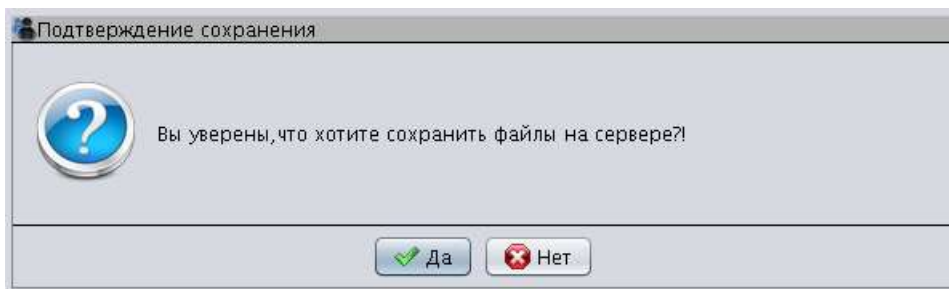 Подтверждение сохранения
Вы уверены,что хотите сохранить файлы на сервере?!
Да
Нет